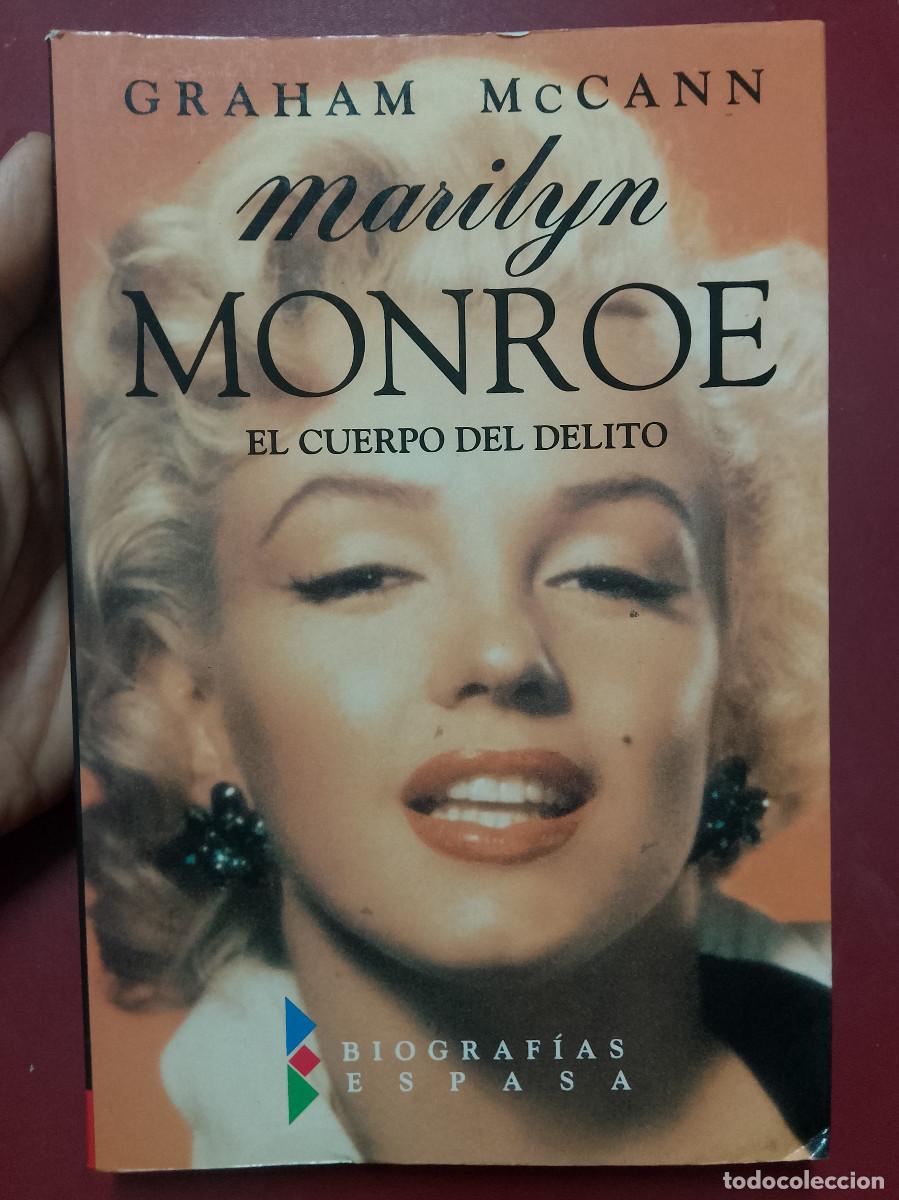 GRAHAM McCANN
marilyn
MONROE
EL CUERPO DEL DELITO
BIOGRAFÍAS
ESPASA
todocoleccion